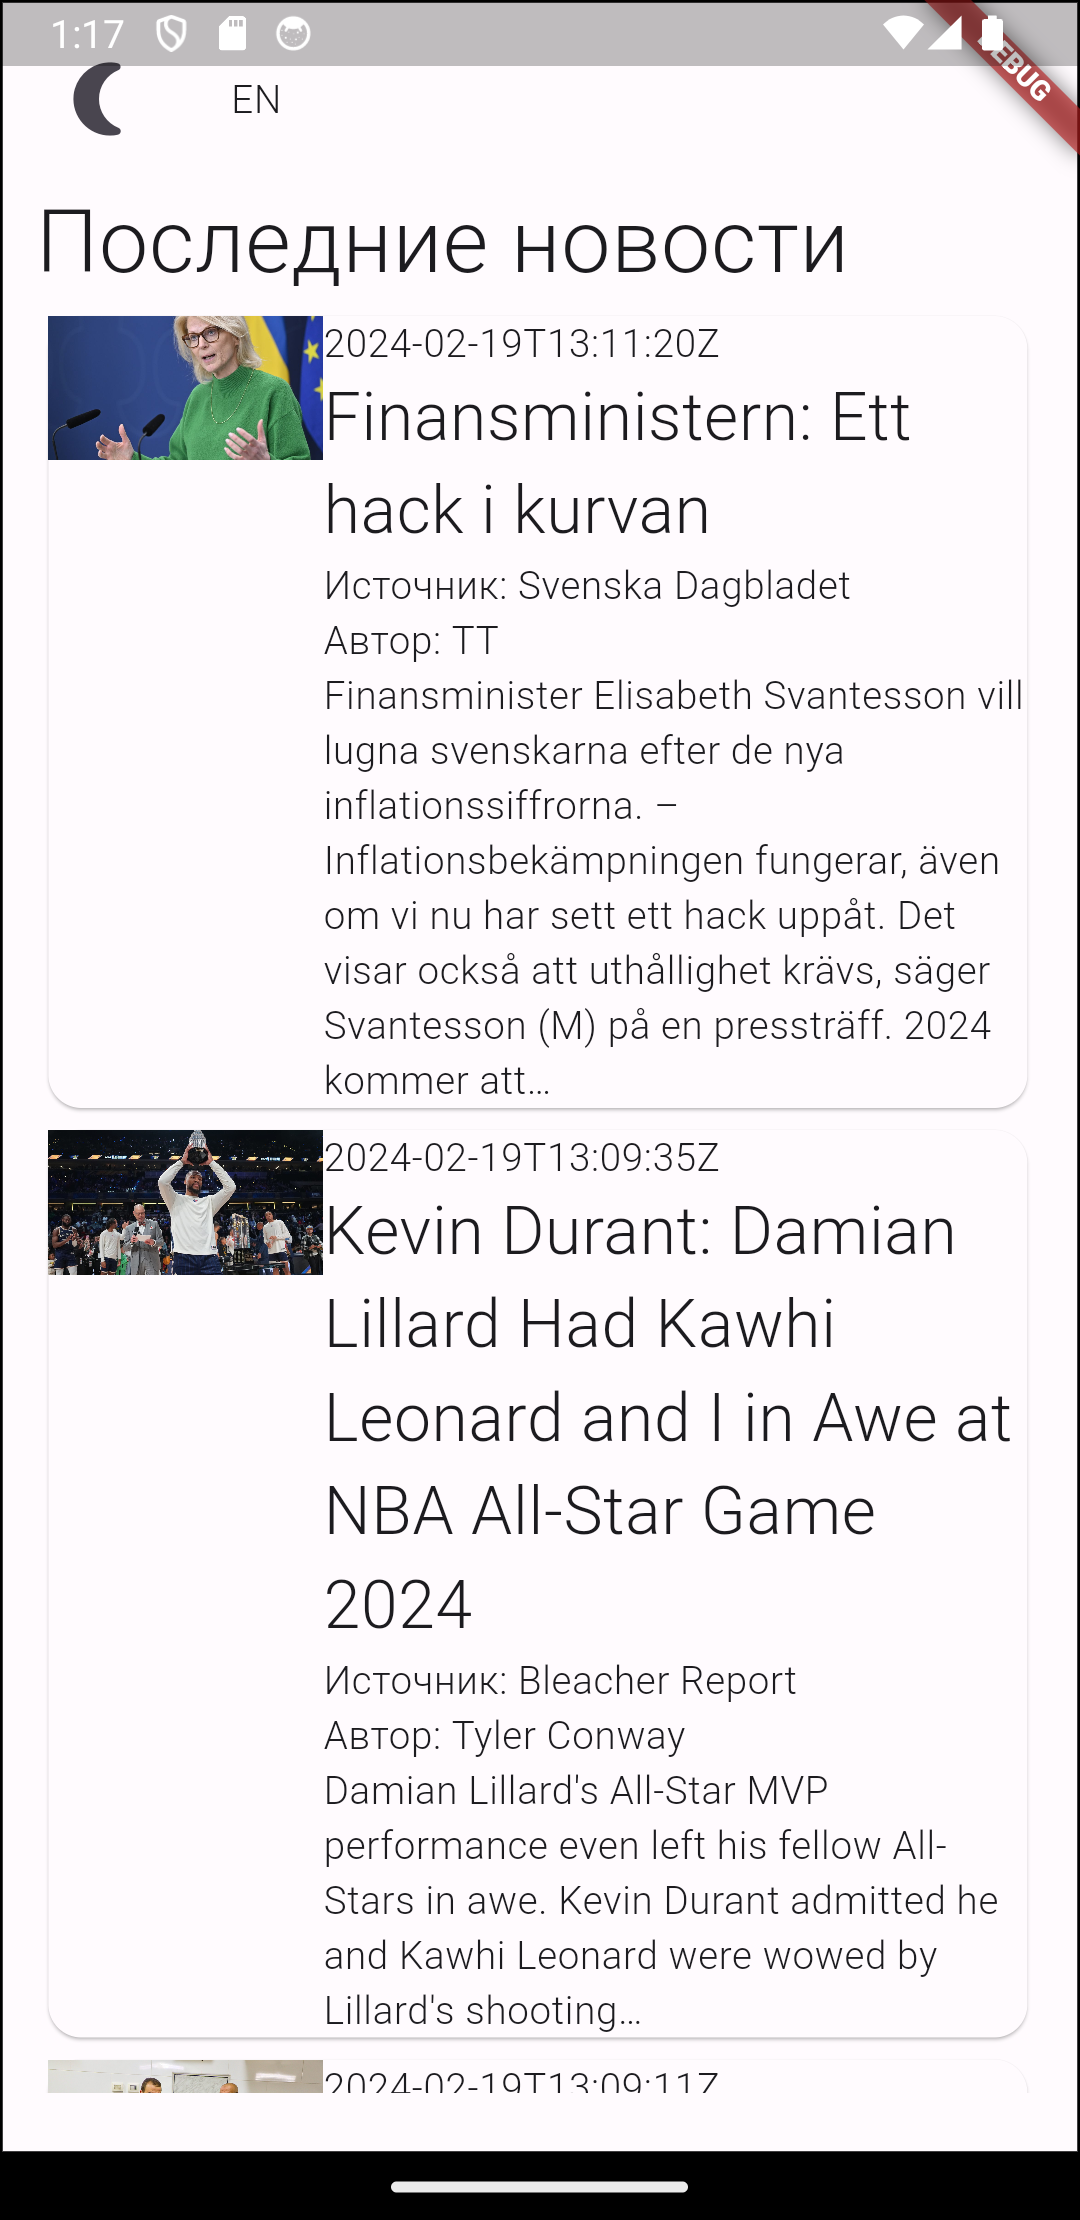 1:17
DEBUG
EN
Последние новости
2024-02-19T13:11:20Z
Finansministern: Ett
hack i kurvan
Источник: Svenska Dagbladet
Автор: TT
Finansminister Elisabeth Svantesson vill
lugna svenskarna efter de nya
inflationssiffrorna. –
Inflationsbekämpningen fungerar, även
om vi nu har sett ett hack uppåt. Det
visar också att uthållighet krävs, säger
Svantesson (M) på en pressträff. 2024
kommer att…
2024-02-19T13:09:35Z
Kevin Durant: Damian
Lillard Had Kawhi
Leonard and I in Awe at
NBA All-Star Game
2024
Источник: Bleacher Report
Автор: Tyler Conway
Damian Lillard's All-Star MVP
performance even left his fellow All-
Stars in awe. Kevin Durant admitted he
and Kawhi Leonard were wowed by
Lillard's shooting…
2024-02-19T13:09:11Z